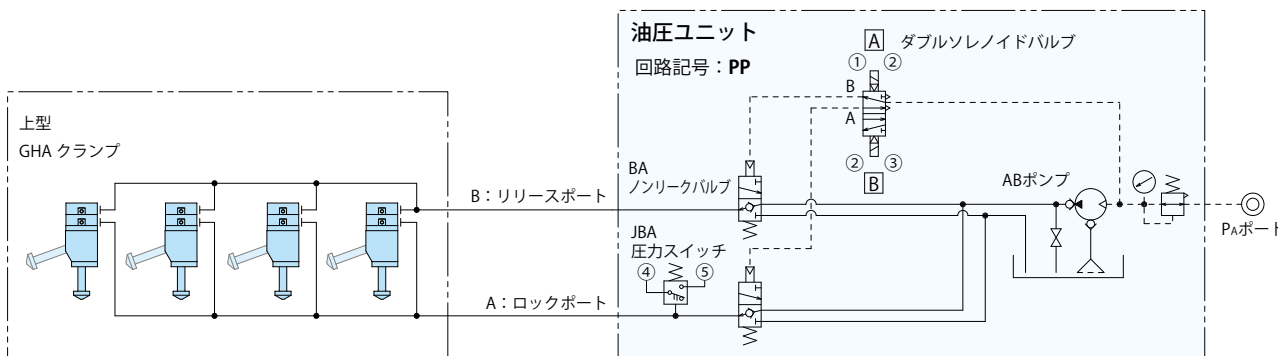 油圧ユニット
回路記号：PP
A ダブルソレノイドバルブ
① ②
B
A
② ③
B
上型
GHA クランプ
B：リリースポート
BA
ノンリークバルブ
ABポンプ
PAポート
JBA
圧力スイッチ
④ ⑤
A：ロックポート